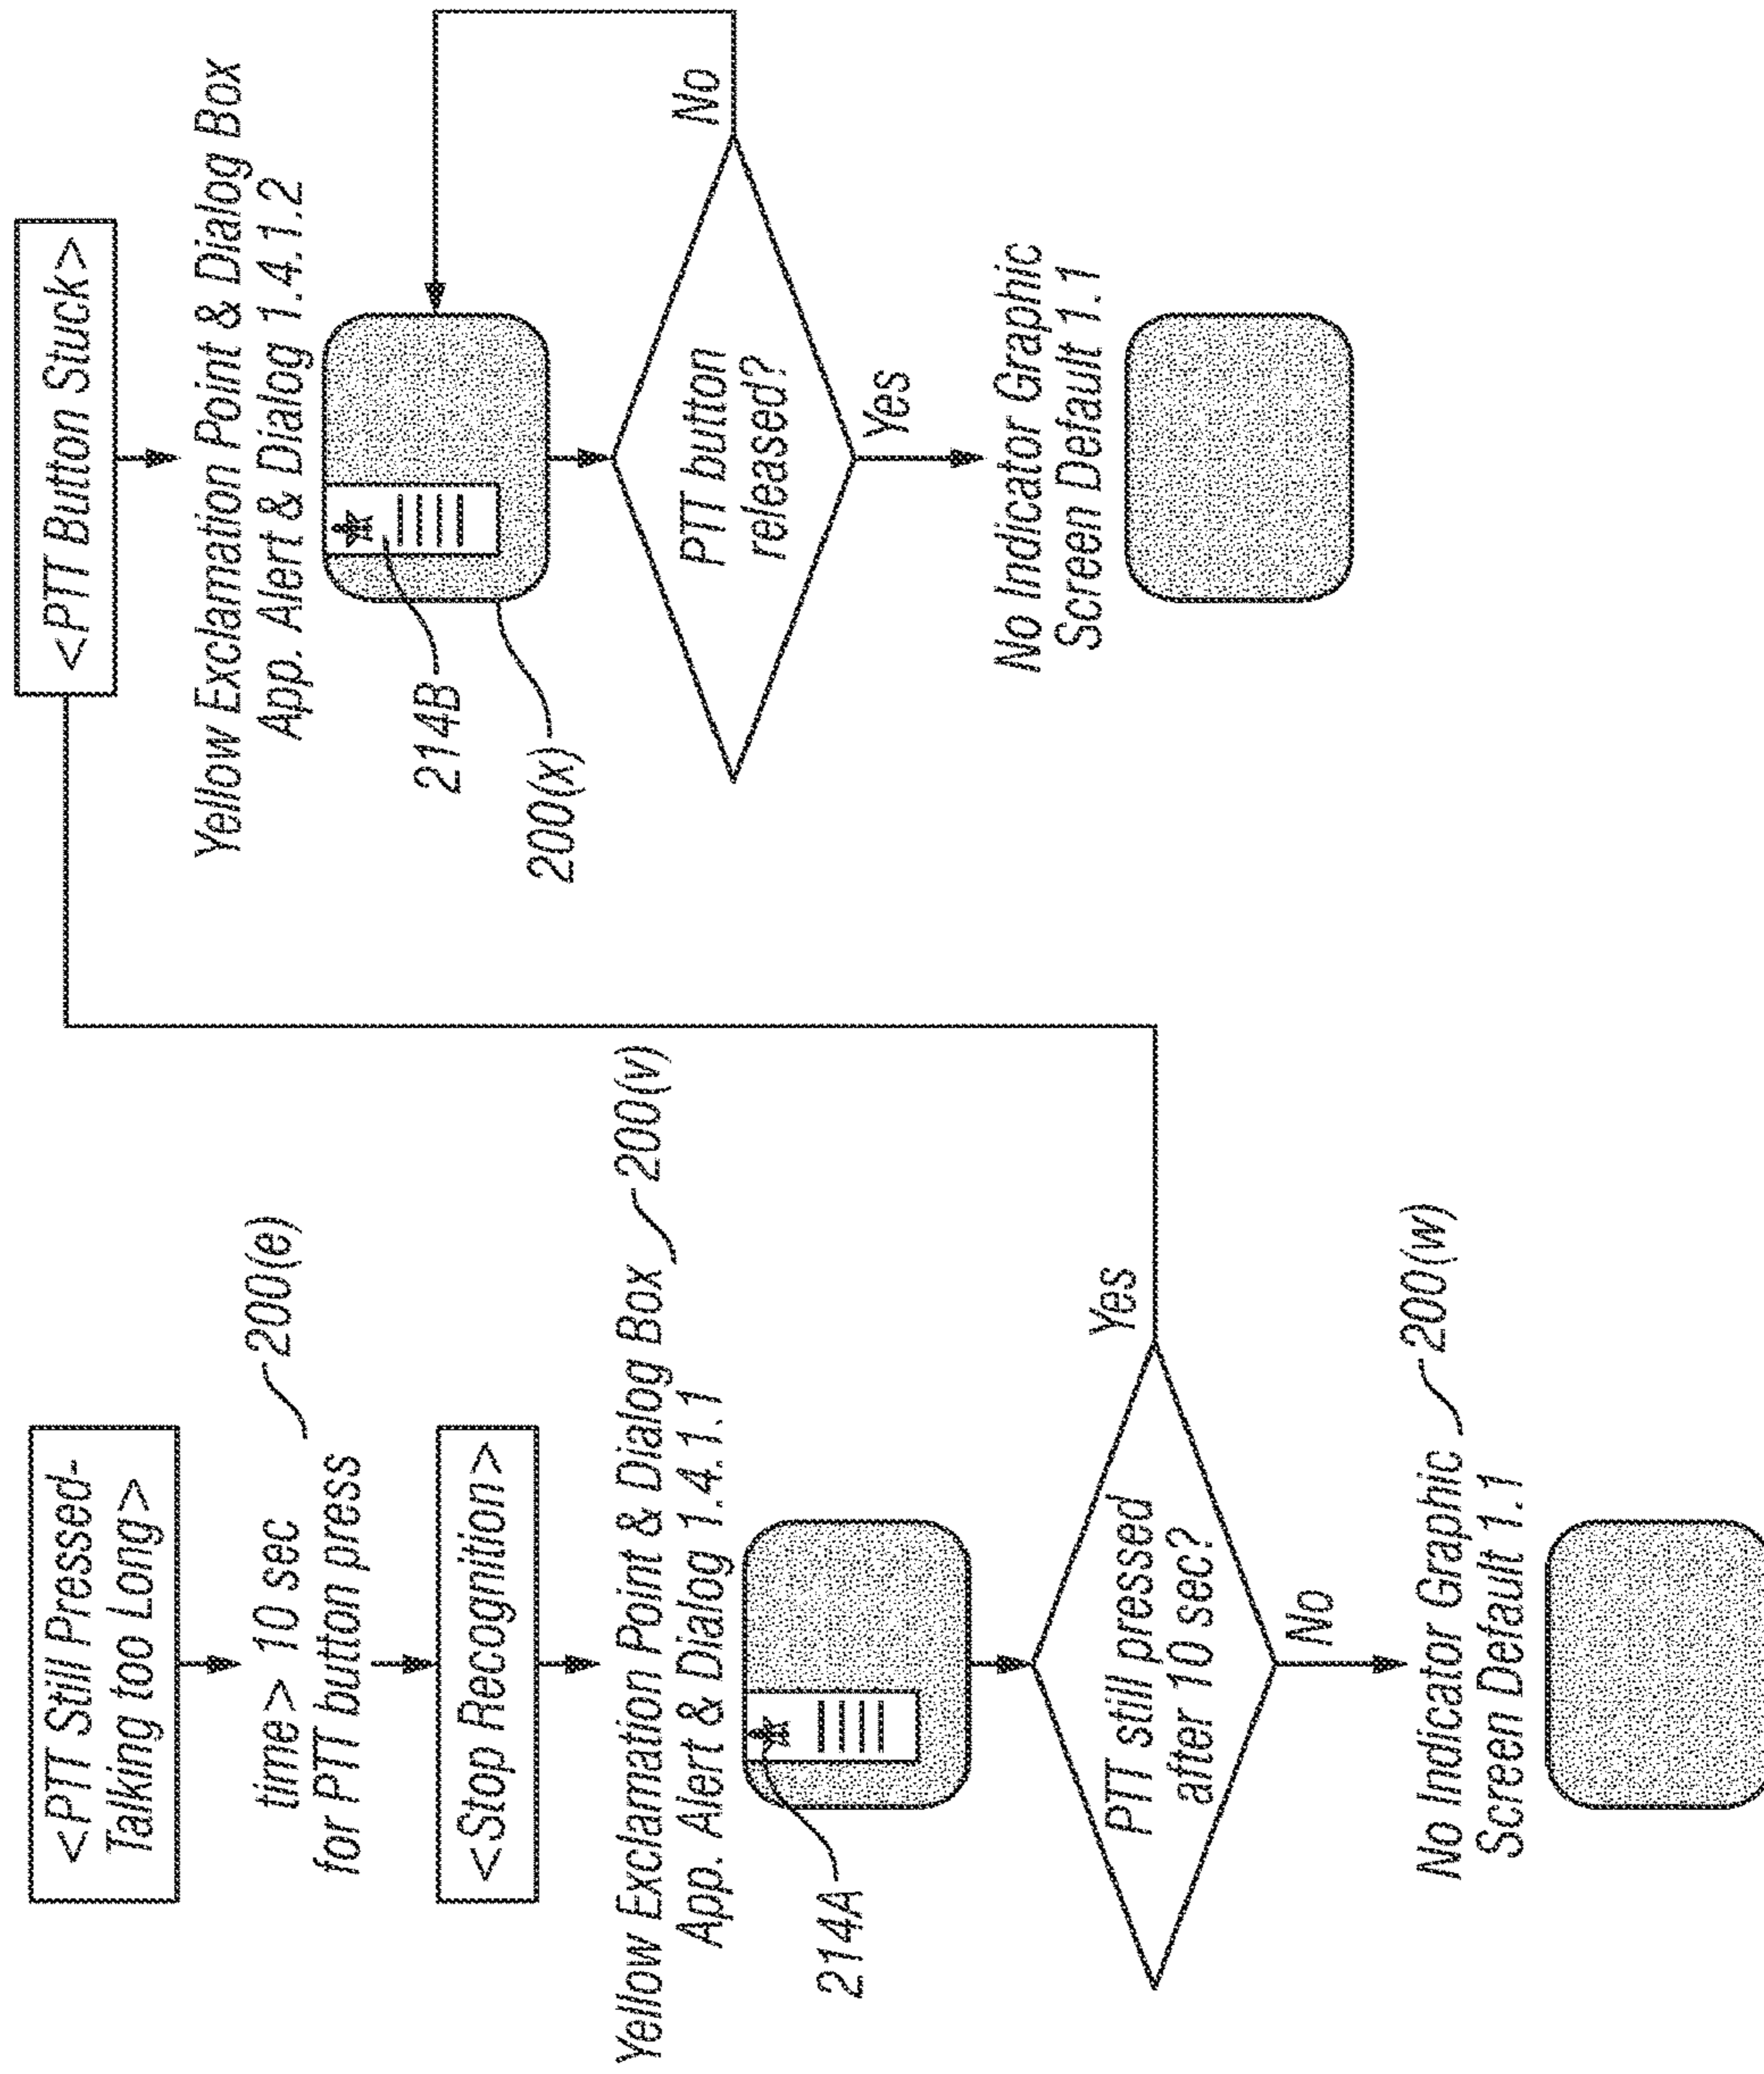 <PTT Still Pressed-
Talking too Long>
time> 10 sec
for PTT button press
200(e)
<Stop Recognition>
Yellow Exclamation Point & Dialog Box
App. Alert & Dialog 1.4.1.1
200(v)
214A
PTT still pressed
after 10 sec?
Yes
No
No Indicator Graphic
Screen Default 1.1
200(w)
<PTT Button Stuck>
Yellow Exclamation Point & Dialog Box
App. Alert & Dialog 1.4.1.2
214B
200(x)
PTT button
released?
No
Yes
No Indicator Graphic
Screen Default 1.1